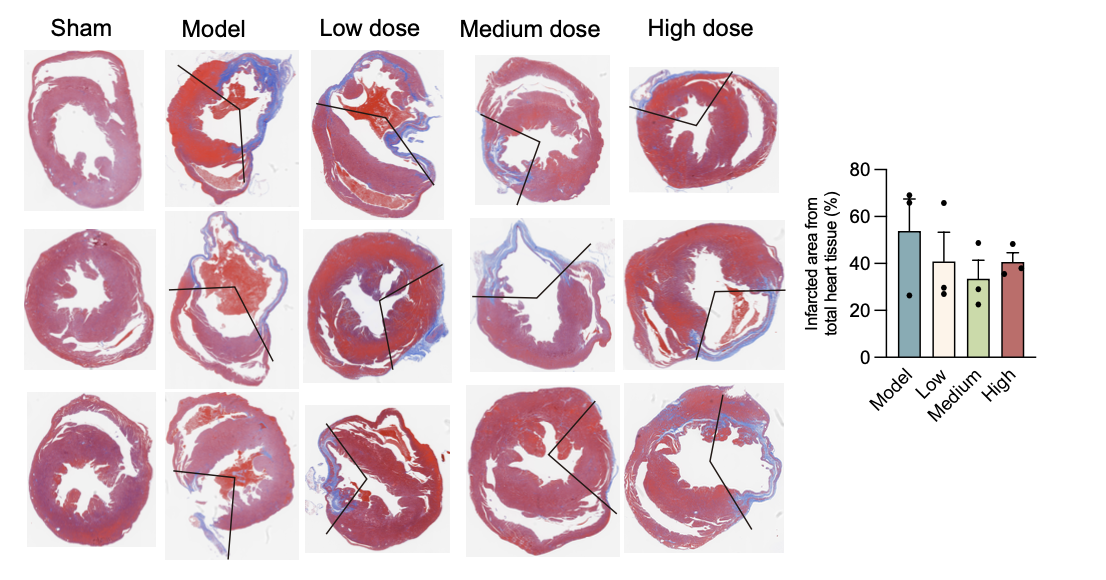 Sham
Model
Low dose
Medium dose
High dose
Infarcted area from
total heart tissue (%)
80
60
40
20
0
Model
Low
Medium
High